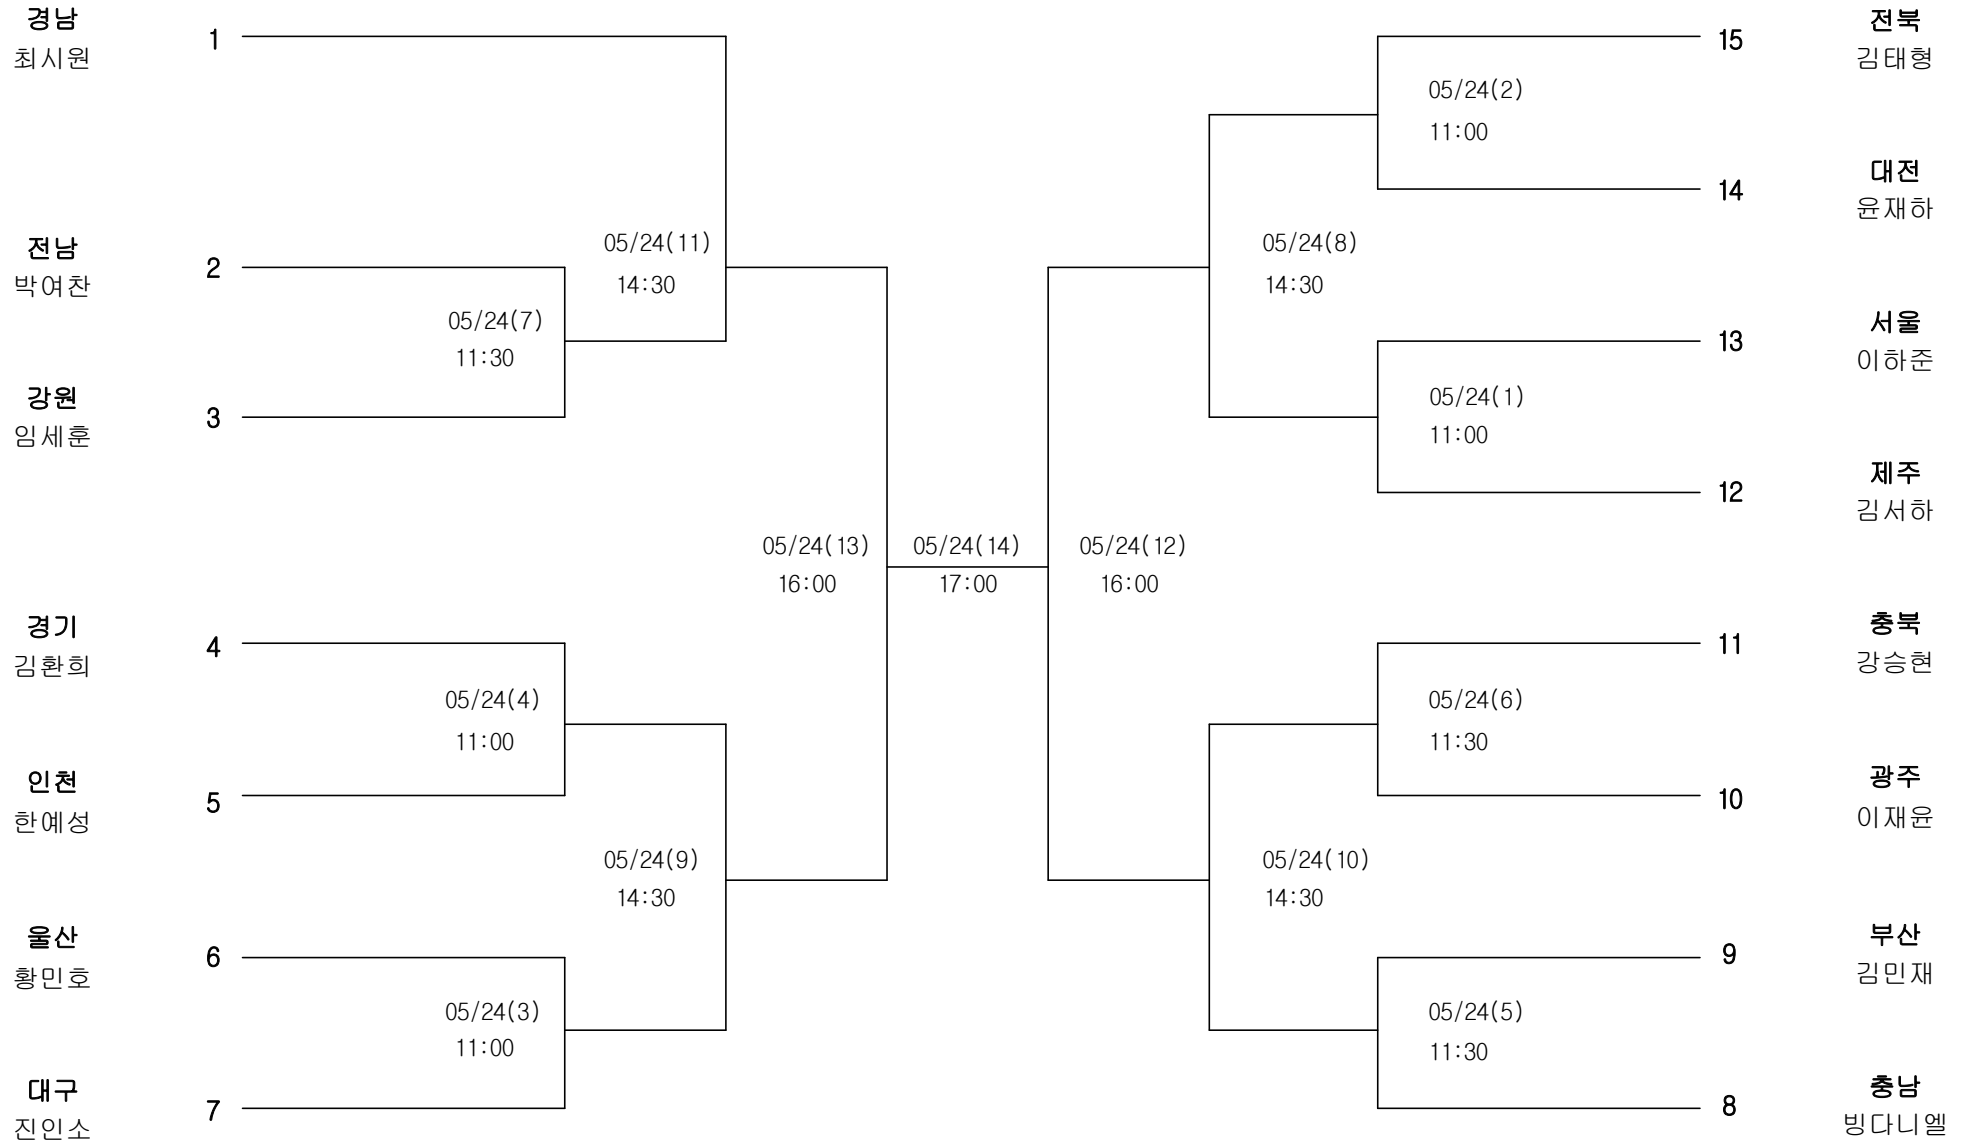 경남
최시원
1
전남
박여찬
2
05/24(11)
14:30
05/24(7)
11:30
강원
임세훈
3
05/24(13)
16:00
경기
김환희
4
05/24(4)
11:00
인천
한예성
5
05/24(9)
14:30
울산
황민호
6
05/24(3)
11:00
대구
진인소
7
05/24(14)
17:00
15
전북
김태형
05/24(2)
11:00
14
대전
윤재하
05/24(8)
14:30
13
서울
이하준
05/24(1)
11:00
12
제주
김서하
05/24(12)
16:00
11
충북
강승현
05/24(6)
11:30
10
광주
이재윤
05/24(10)
14:30
9
부산
김민재
05/24(5)
11:30
8
충남
빙다니엘